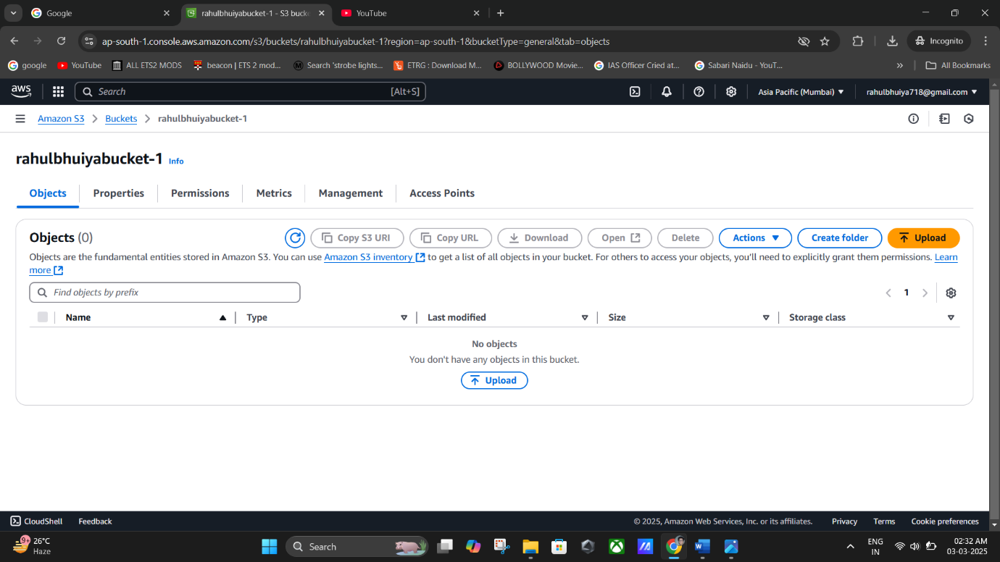 Google
rahulbhuiyabucket-1 - S3 buck
YouTube
ap-south-1.console.aws.amazon.com/s3/buckets/rahulbhuiyabucket-1?region=ap-south-1&bucketType=general&tab=objects
Incognito
google
YouTube
ALL ETS2 MODS
beacon | ETS 2 mod...
Search 'strobe lights...
ETRG : Download M...
BOLLYWOOD Movie...
IAS Officer Cried at...
Sabari Naidu - YouT...
All Bookmarks
aws
Search
[Alt+S]
Asia Pacific (Mumbai)
rahulbhuiya718@gmail.com
Amazon S3
Buckets
rahulbhuiyabucket-1
rahulbhuiyabucket-1 Info
Objects
Properties
Permissions
Metrics
Management
Access Points
Objects (0)
Copy S3 URI
Copy URL
Download
Open
Delete
Actions
Create folder
Upload
Objects are the fundamental entities stored in Amazon S3. You can use Amazon S3 inventory to get a list of all objects in your bucket. For others to access your objects, you'll need to explicitly grant them permissions. Learn
more
Find objects by prefix
1
Name
Type
Last modified
Size
Storage class
No objects
You don't have any objects in this bucket.
Upload
CloudShell
Feedback
© 2025, Amazon Web Services, Inc. or its affiliates.
Privacy
Terms
Cookie preferences
9+
26°C
Haze
Search
ENG
IN
02:32 AM
03-03-2025